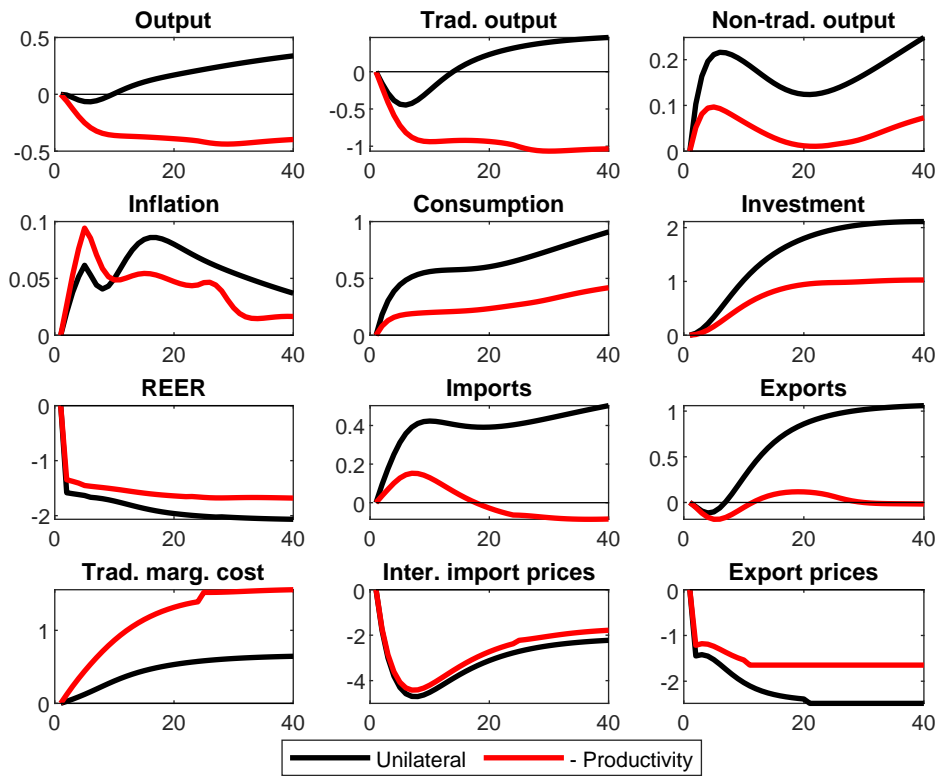 Output
Trad. output
Non-trad. output
0.5
0
-0.5
0 20 40
0
-0.5
-1
0 20 40
0.2
0.1
0
0 20 40
Inflation
Consumption
Investment
0.1
0.05
0
0 20 40
1
0.5
0
0 20 40
2
1
0
0 20 40
REER
Imports
Exports
0
-1
-2
0 20 40
0.4
0.2
0
0 20 40
1
0.5
0
0 20 40
Trad. marg. cost
Inter. import prices
Export prices
1
0
0 20 40
0
-2
-4
0 20 40
0
-1
-2
0 20 40
Unilateral - Productivity